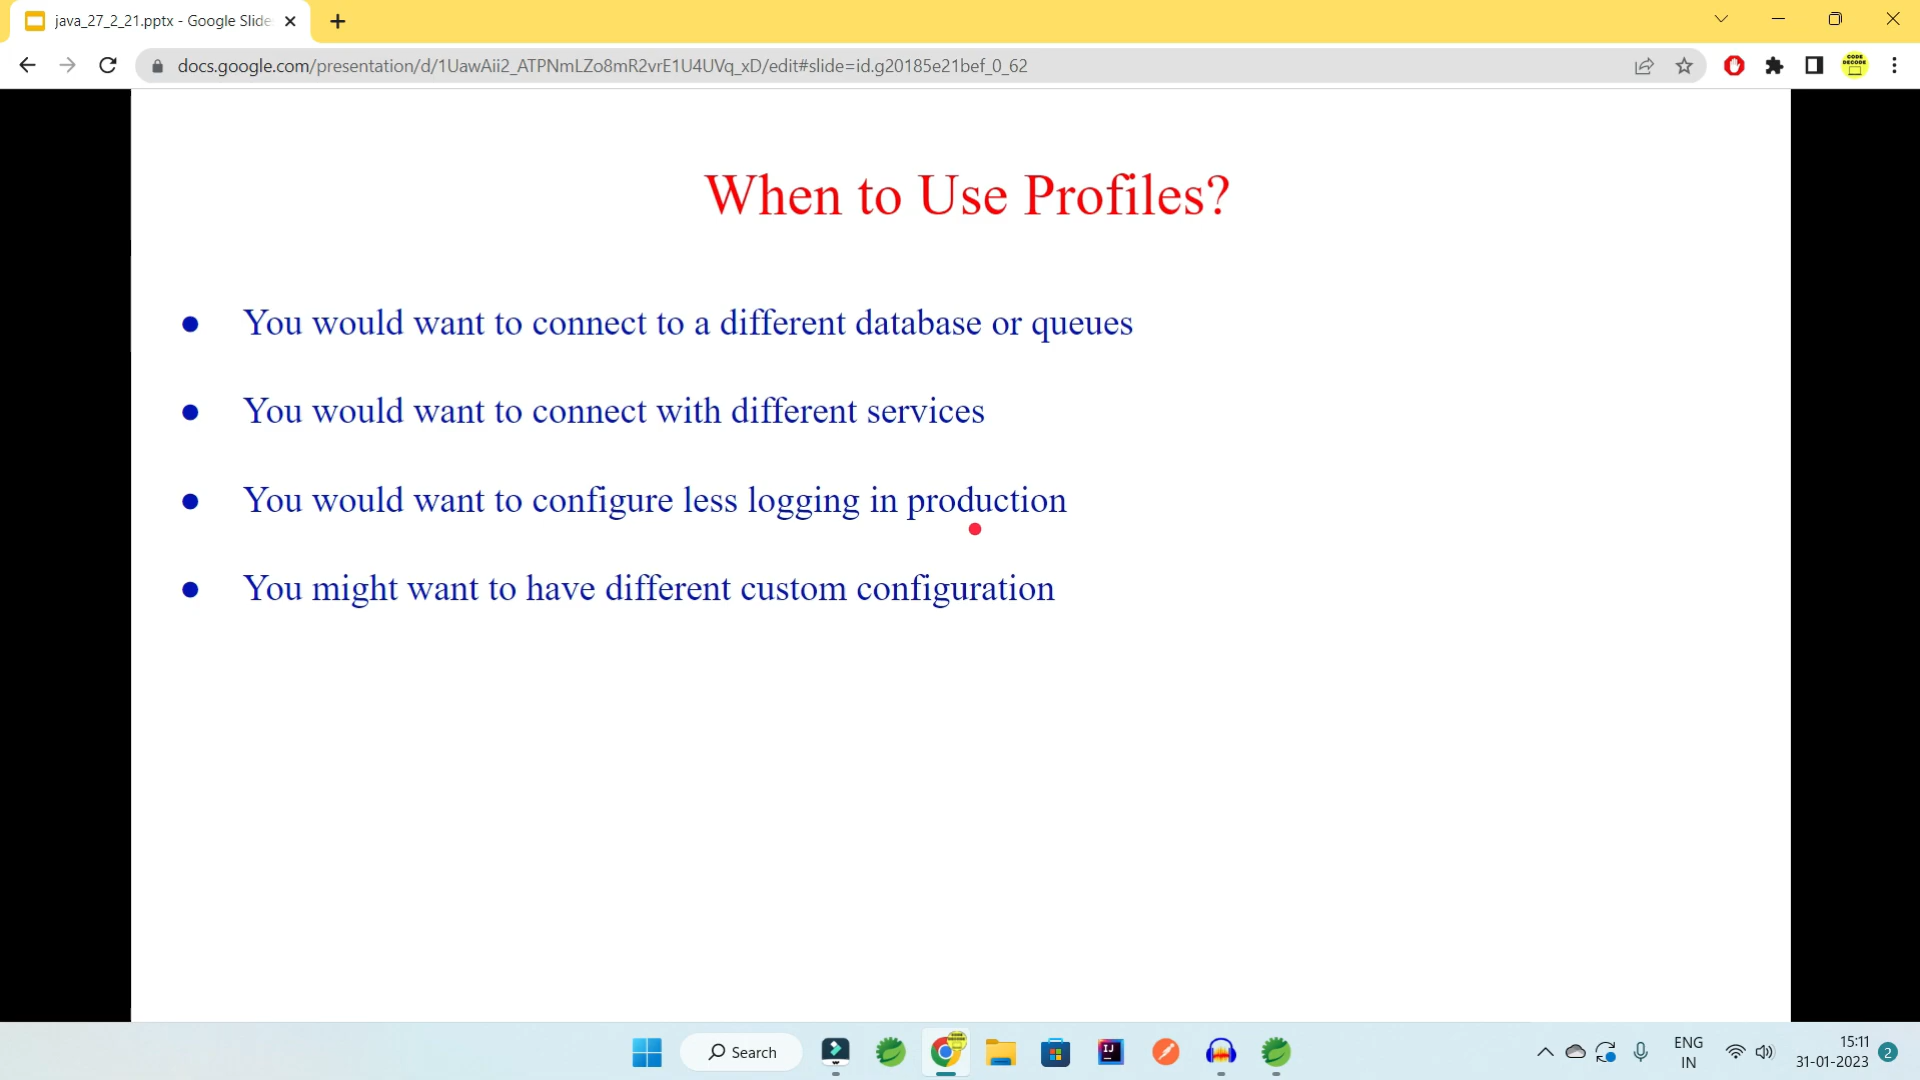 java_27_2_21.pptx - Google Slide
docs.google.com/presentation/d/1UawAii2_ATPNmLZo8mR2vrE1U4UVq_xD/edit#slide=id.g20185e21bef_0_62
CODE
DECODE
When to Use Profiles?
● You would want to connect to a different database or queues
● You would want to connect with different services
● You would want to configure less logging in production
● You might want to have different custom configuration
Search
IJ
ENG
IN
15:11
31-01-2023
2